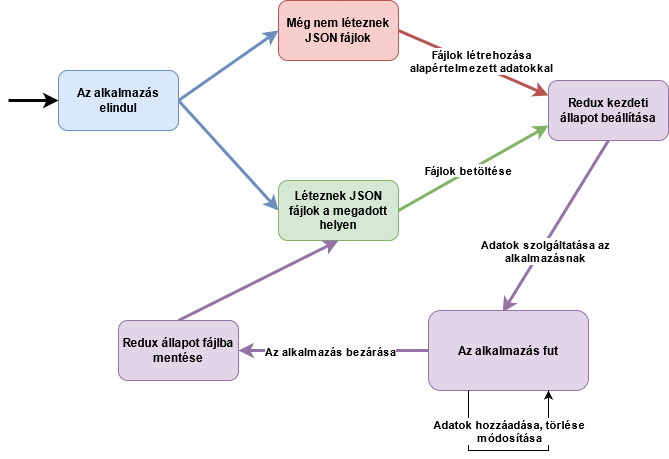 Még nem léteznek
JSON fájlok
Fájlok létrehozása
alapértelmezett adatokkal
Az alkalmazás
elindul
Redux kezdeti
állapot beállítása
Fájlok betöltése
Léteznek JSON
fájlok a megadott
helyen
Adatok szolgáltatása az
alkalmazásnak
Redux állapot fájlba
mentése
Az alkalmazás bezárása
Az alkalmazás fut
Adatok hozzáadása, törlése
módosítása